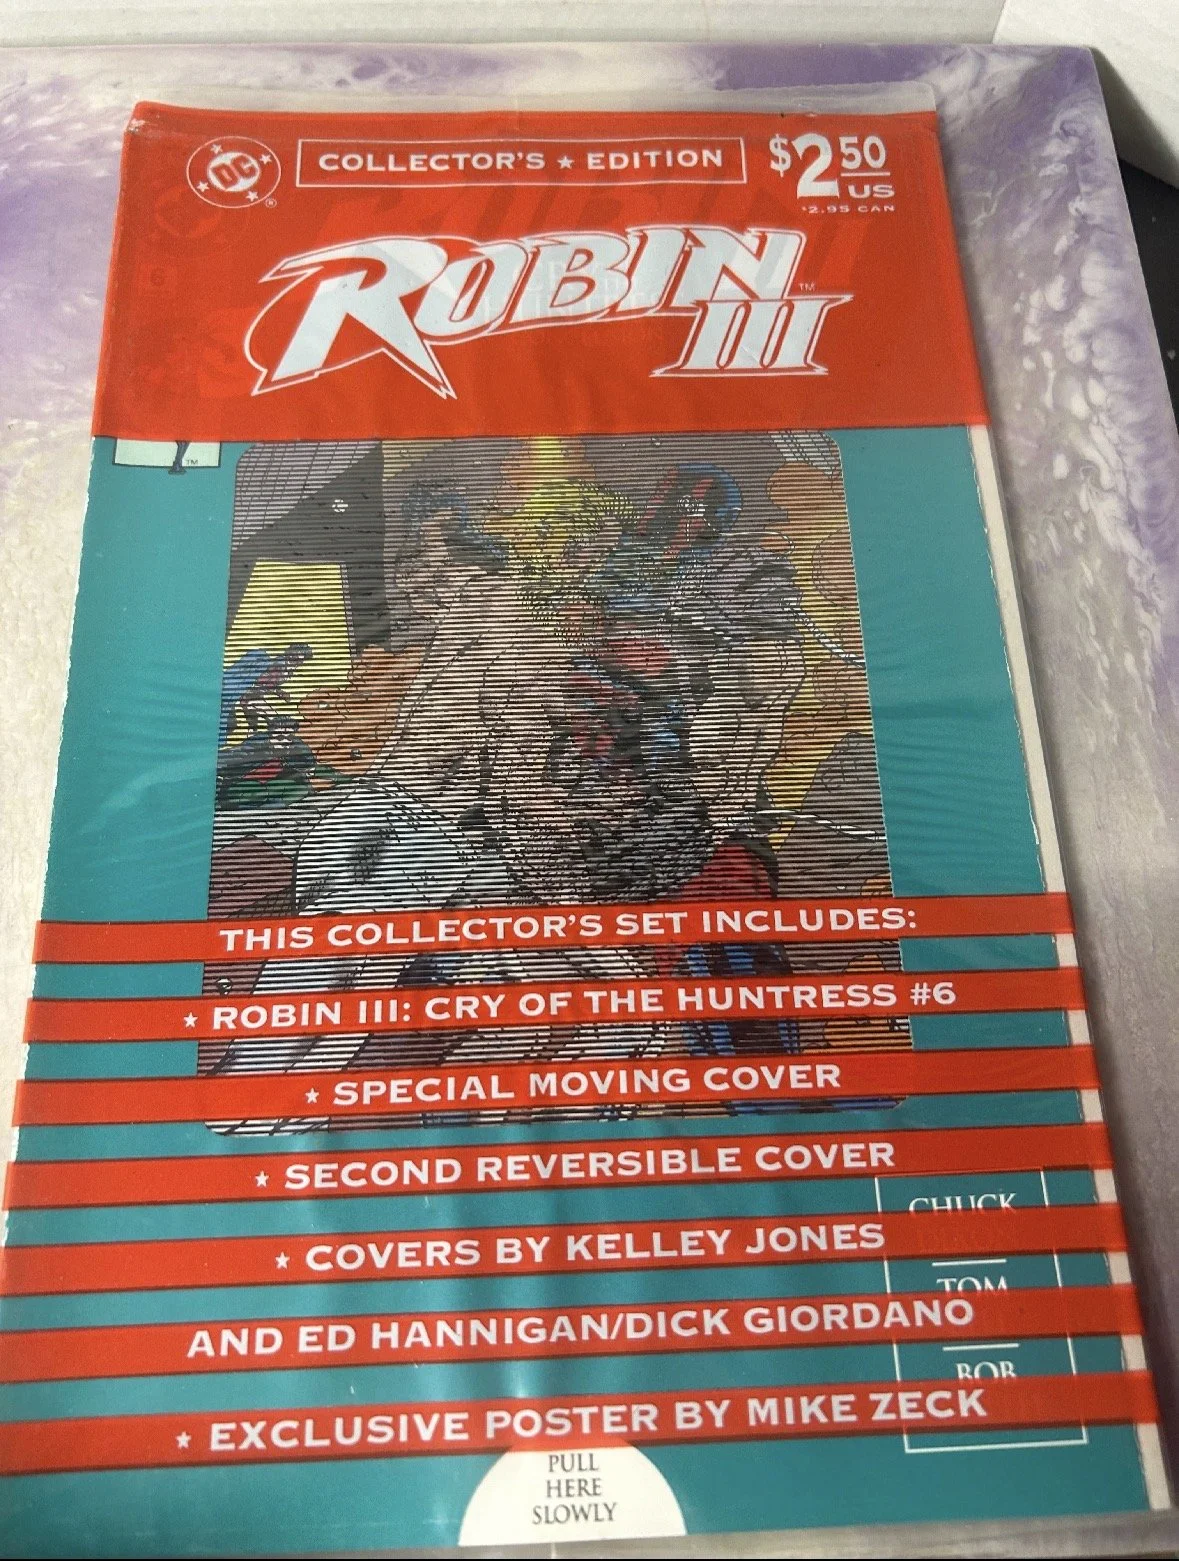 DC
®
COLLECTOR'S ★ EDITION
$2.50
US
$2.95 CAN
ROBIN
III
™
TM
THIS COLLECTOR'S SET INCLUDES:
★ ROBIN III: CRY OF THE HUNTRESS #6
★ SPECIAL MOVING COVER
★ SECOND REVERSIBLE COVER
CHUCK
★ COVERS BY KELLEY JONES
TOM
AND ED HANNIGAN/DICK GIORDANO
BOB
★ EXCLUSIVE POSTER BY MIKE ZECK
PULL
HERE
SLOWLY